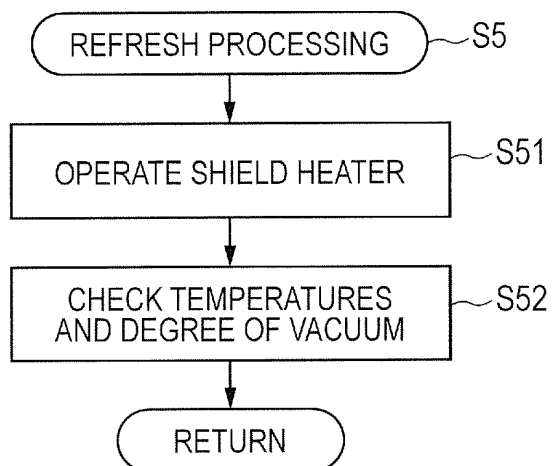 REFRESH PROCESSING
S5
OPERATE SHIELD HEATER
S51
CHECK TEMPERATURES
AND DEGREE OF VACUUM
S52
RETURN